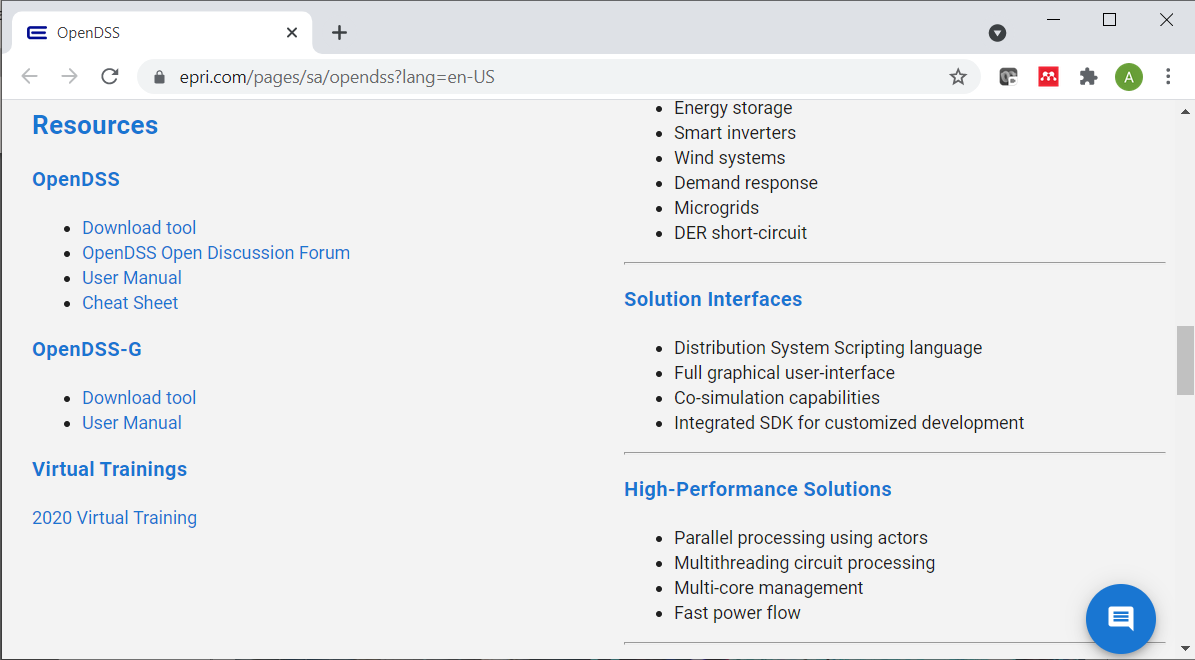 OpenDSS
epri.com/pages/sa/opendss?lang=en-US
A
Resources
OpenDSS
Download tool
OpenDSS Open Discussion Forum
User Manual
Cheat Sheet
OpenDSS-G
Download tool
User Manual
Virtual Trainings
2020 Virtual Training
Energy storage
Smart inverters
Wind systems
Demand response
Microgrids
DER short-circuit
Solution Interfaces
Distribution System Scripting language
Full graphical user-interface
Co-simulation capabilities
Integrated SDK for customized development
High-Performance Solutions
Parallel processing using actors
Multithreading circuit processing
Multi-core management
Fast power flow